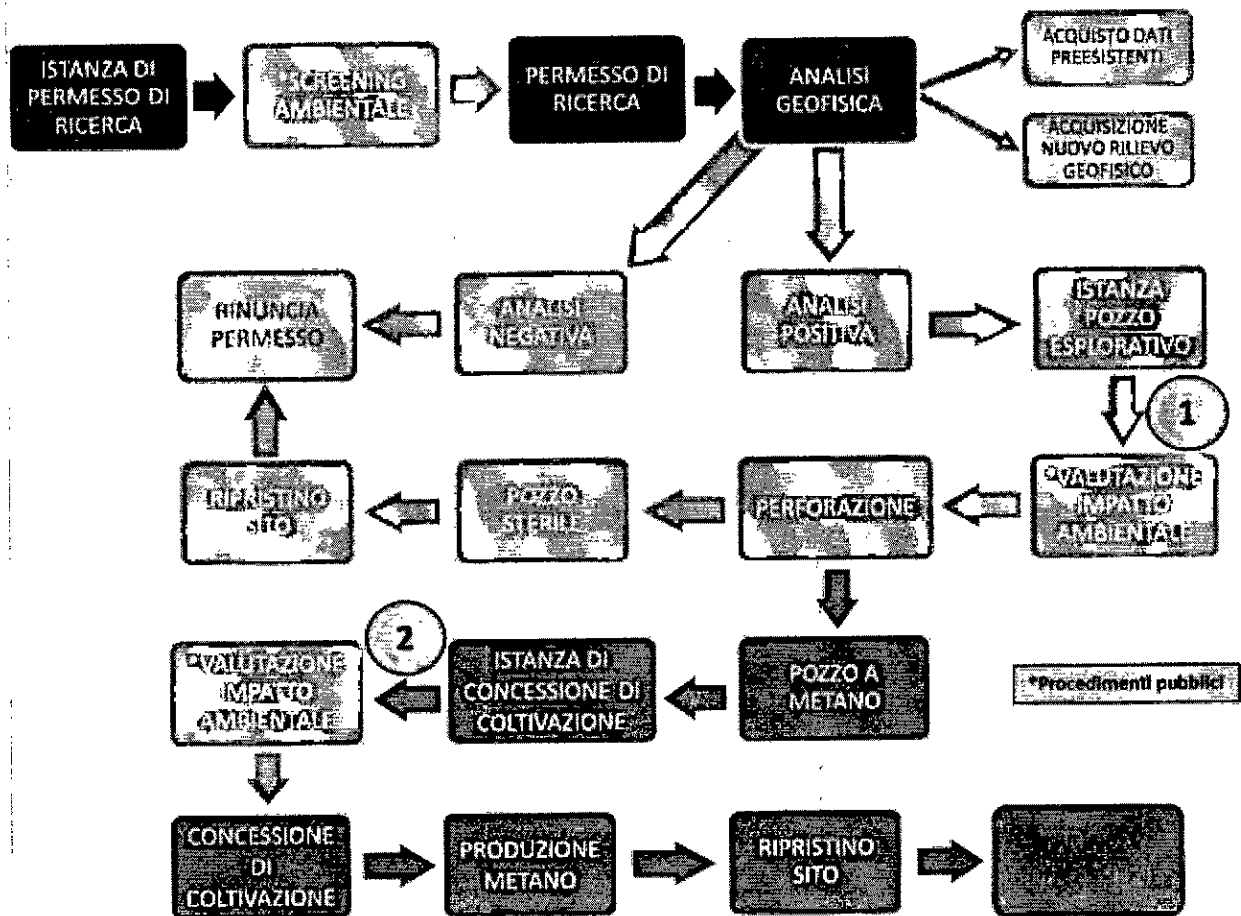 ISTANZA DI
PERMESSO DI
RICERCA
*SCREENING
AMBIENTALE
PERMESSO DI
RICERCA
ANALISI
GEOFISICA
ACQUISTO DATI
PREESISTENTI
ACQUISIZIONE
NUOVO RILIEVO
GEOFISICO
RINUNCIA
PERMESSO
ANALISI
NEGATIVA
ANALISI
POSITIVA
ISTANZA
POZZO
ESPLORATIVO
1
RIPRISTINO
SITO
POZZO
STERILE
PERFORAZIONE
*VALUTAZIONE
IMPATTO
AMBIENTALE
*VALUTAZIONE
IMPATTO
AMBIENTALE
2
ISTANZA DI
CONCESSIONE DI
COLTIVAZIONE
POZZO A
METANO
*Procedimenti pubblici
CONCESSIONE
DI
COLTIVAZIONE
PRODUZIONE
METANO
RIPRISTINO
SITO